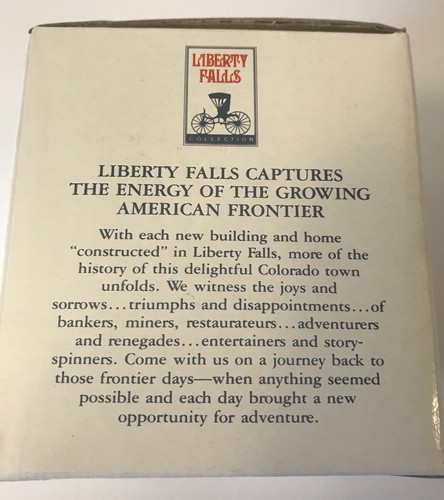 LIBERTY
FALLS
COLLECTION
LIBERTY FALLS CAPTURES
THE ENERGY OF THE GROWING
AMERICAN FRONTIER
With each new building and home
“constructed” in Liberty Falls, more of the
history of this delightful Colorado town
unfolds. We witness the joys and
sorrows...triumphs and disappointments...of
bankers, miners, restaurateurs...adventurers
and renegades...entertainers and story-
spinners. Come with us on a journey back to
those frontier days—when anything seemed
possible and each day brought a new
opportunity for adventure.